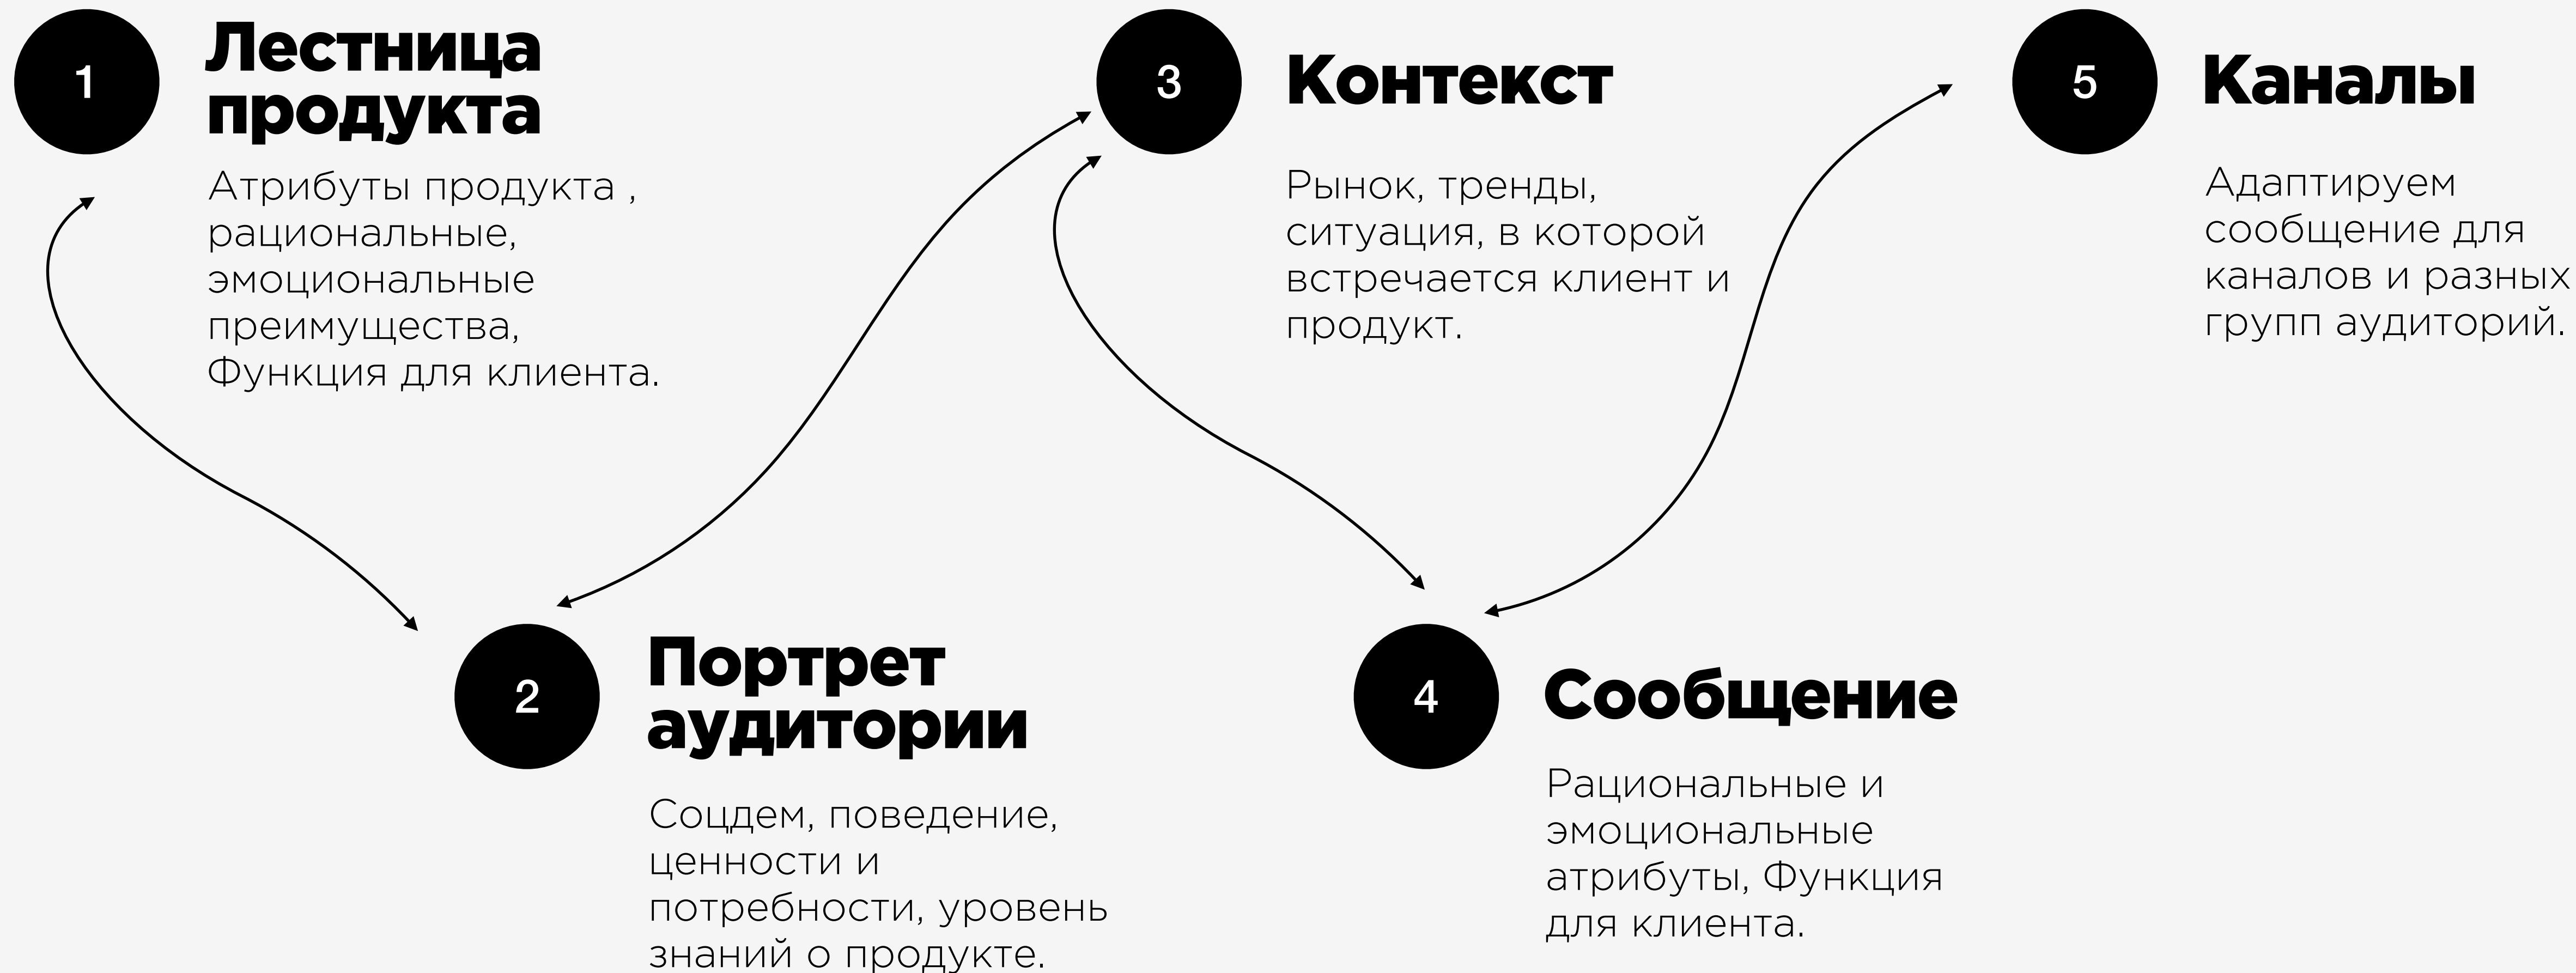 1
Лестница
продукта
Атрибуты продукта ,
рациональные,
эмоциональные
преимущества,
Функция для клиента.
2
Портрет
аудитории
Соцдем, поведение,
ценности и
потребности, уровень
знаний о продукте.
3
Контекст
Рынок, тренды,
ситуация, в которой
встречается клиент и
продукт.
4
Сообщение
Рациональные и
эмоциональные
атрибуты, Функция
для клиента.
5
Каналы
Адаптируем
сообщение для
каналов и разных
групп аудиторий.